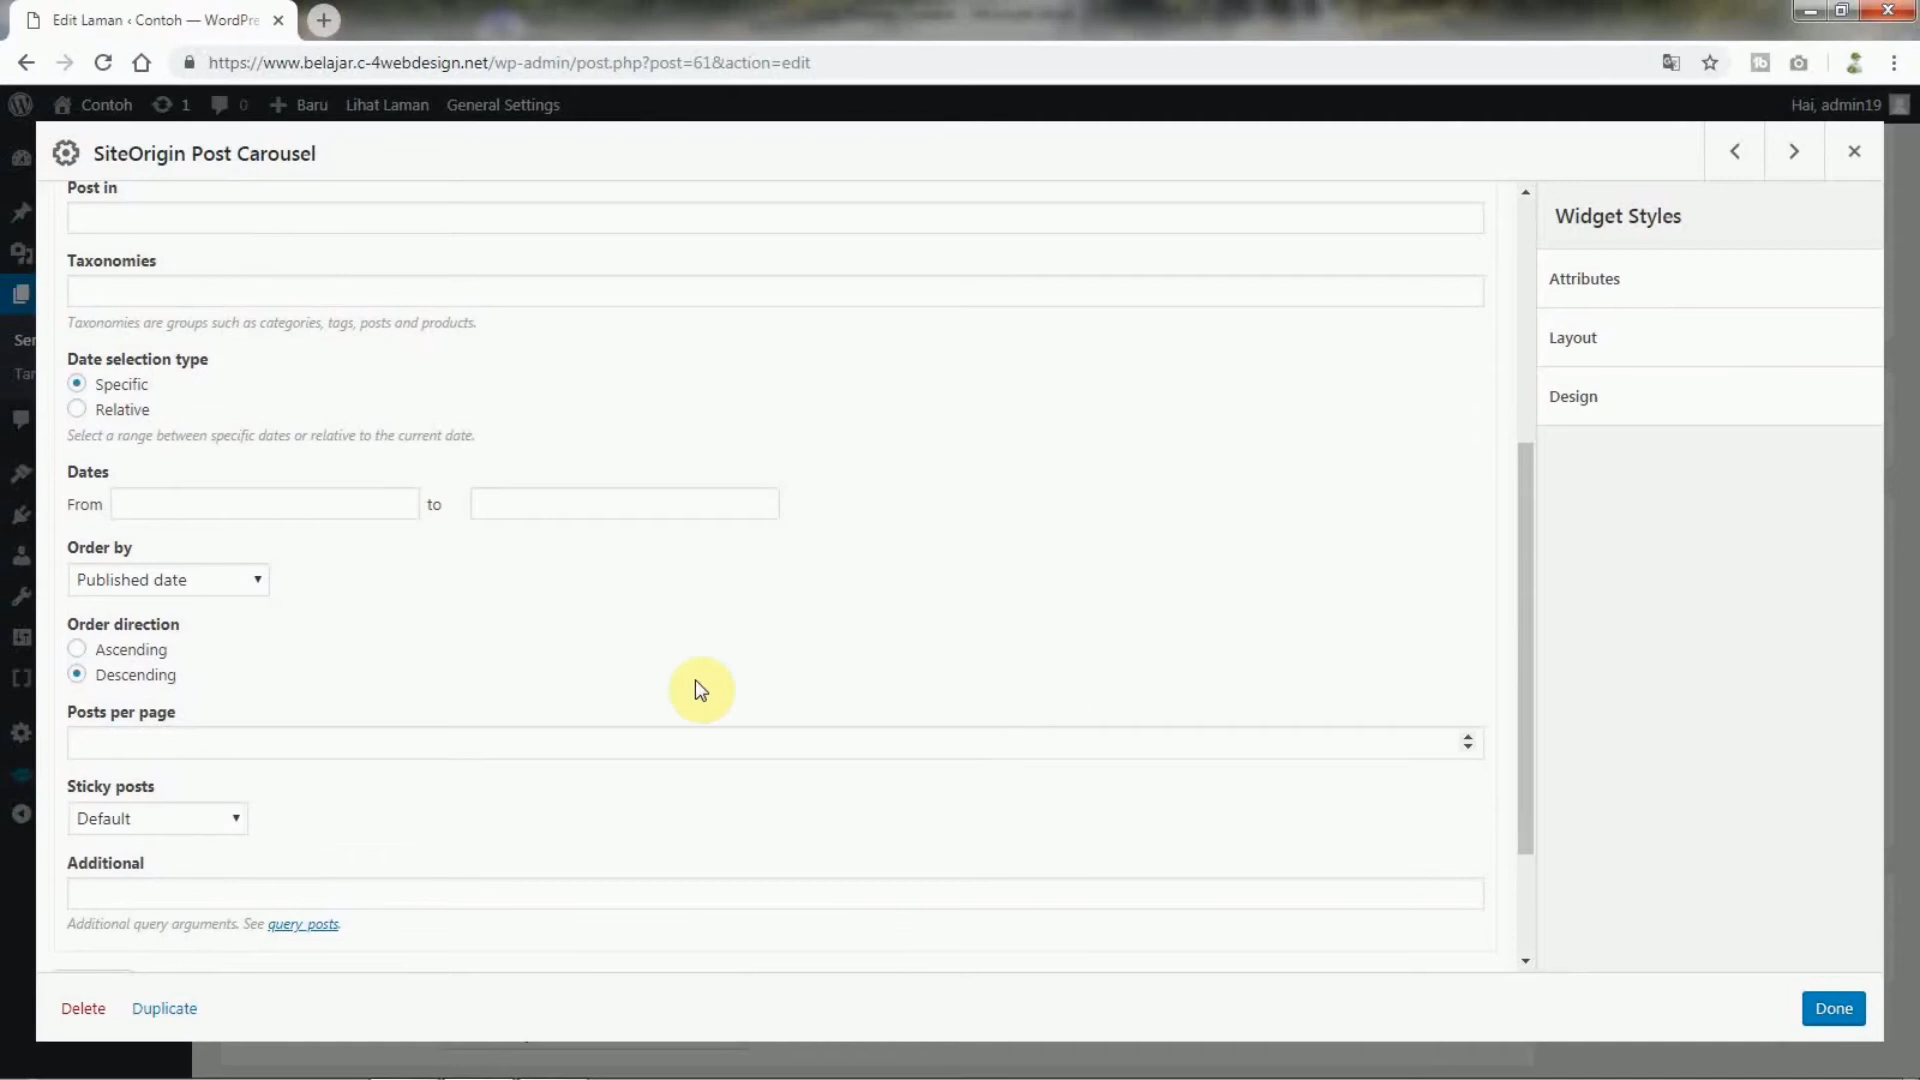 Edit Laman ‹ Contoh — WordPre
https://www.belajar.c-4webdesign.net/wp-admin/post.php?post=61&action=edit
Contoh 1 0 Baru Lihat Laman General Settings Hai, admin19
SiteOrigin Post Carousel
Post in
Taxonomies
Taxonomies are groups such as categories, tags, posts and products.
Date selection type
Specific
Relative
Select a range between specific dates or relative to the current date.
Dates
From to
Order by
Published date
Order direction
Ascending
Descending
Posts per page
Sticky posts
Default
Additional
Additional query arguments. See query_posts.
Widget Styles
Attributes
Layout
Design
Ser
Tar
Delete Duplicate Done